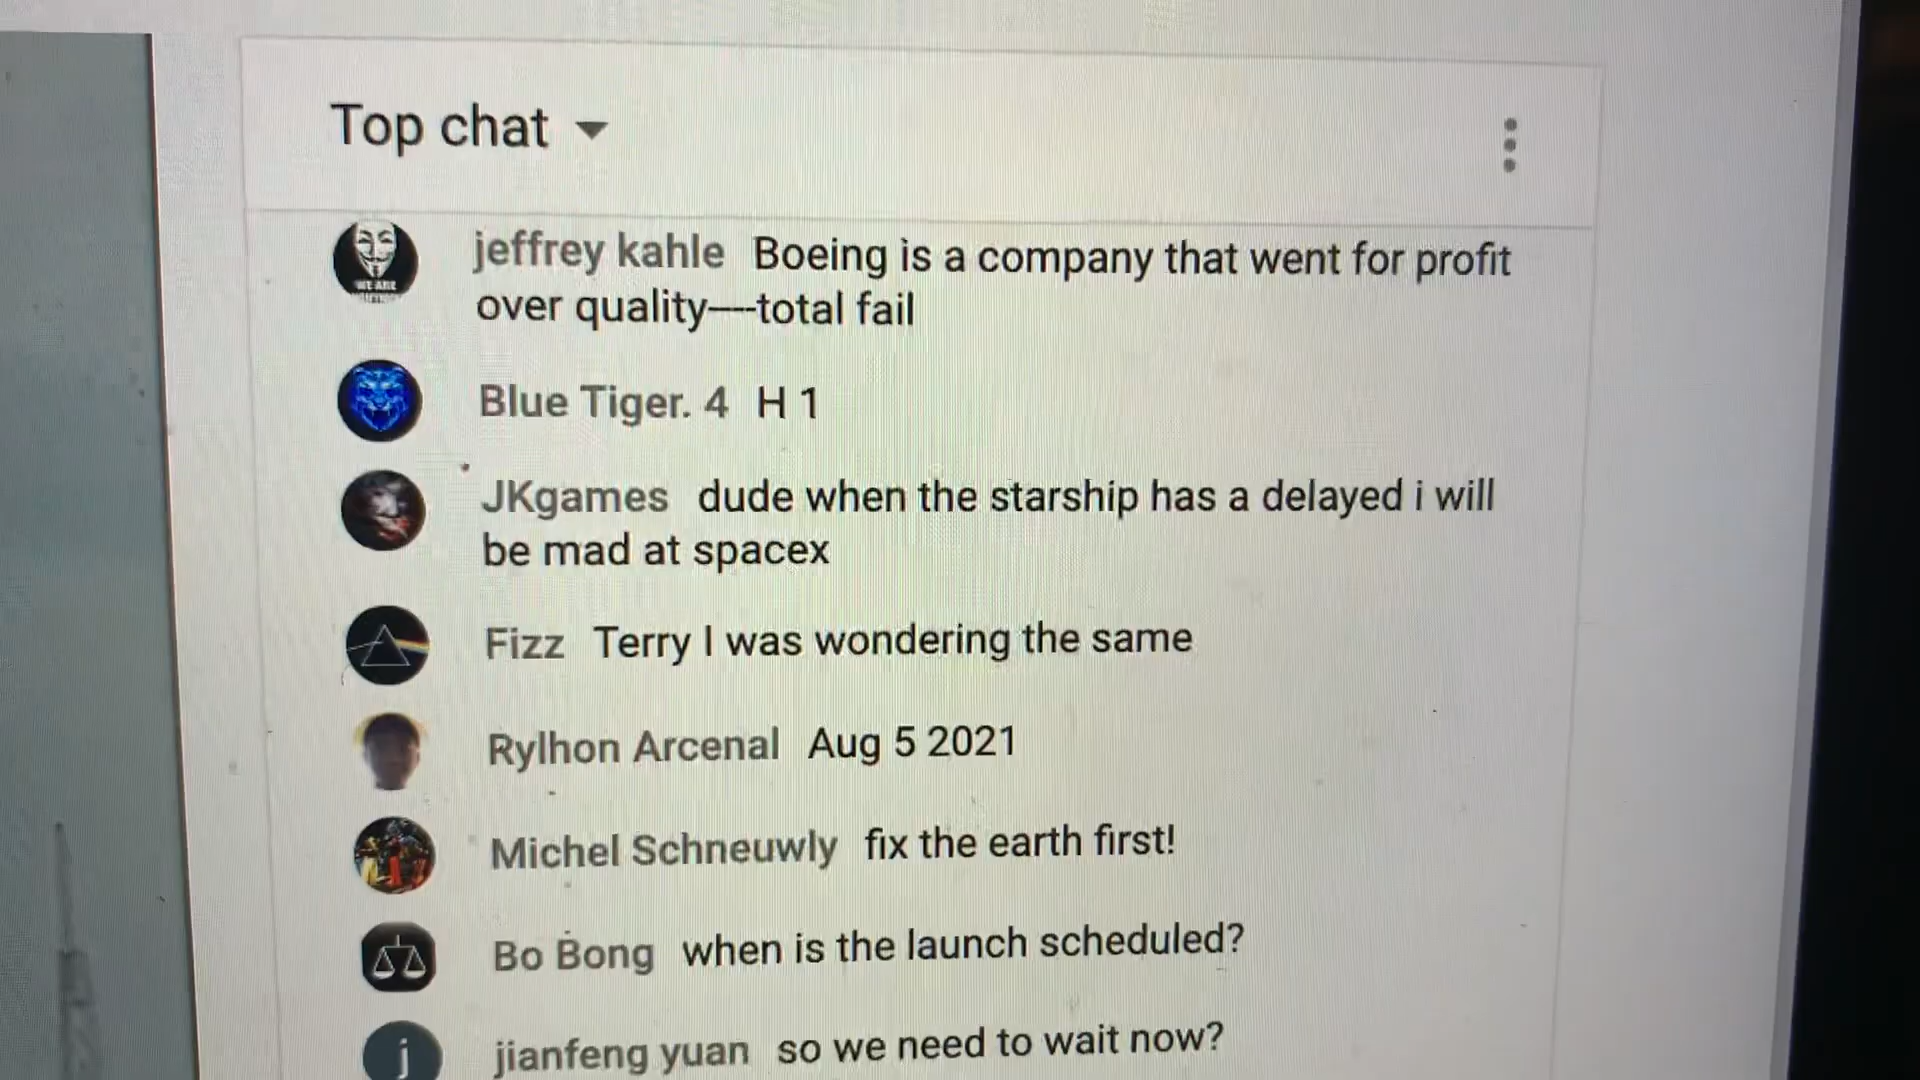 Top chat
jeffrey kahle Boeing is a company that went for profit
over quality—-total fail
WE ARE
Blue Tiger. 4 H 1
JKgames dude when the starship has a delayed i will
be mad at spacex
Fizz Terry I was wondering the same
Rylhon Arcenal Aug 5 2021
Michel Schneuwly fix the earth first!
Bo Bong when is the launch scheduled?
j jianfeng yuan so we need to wait now?